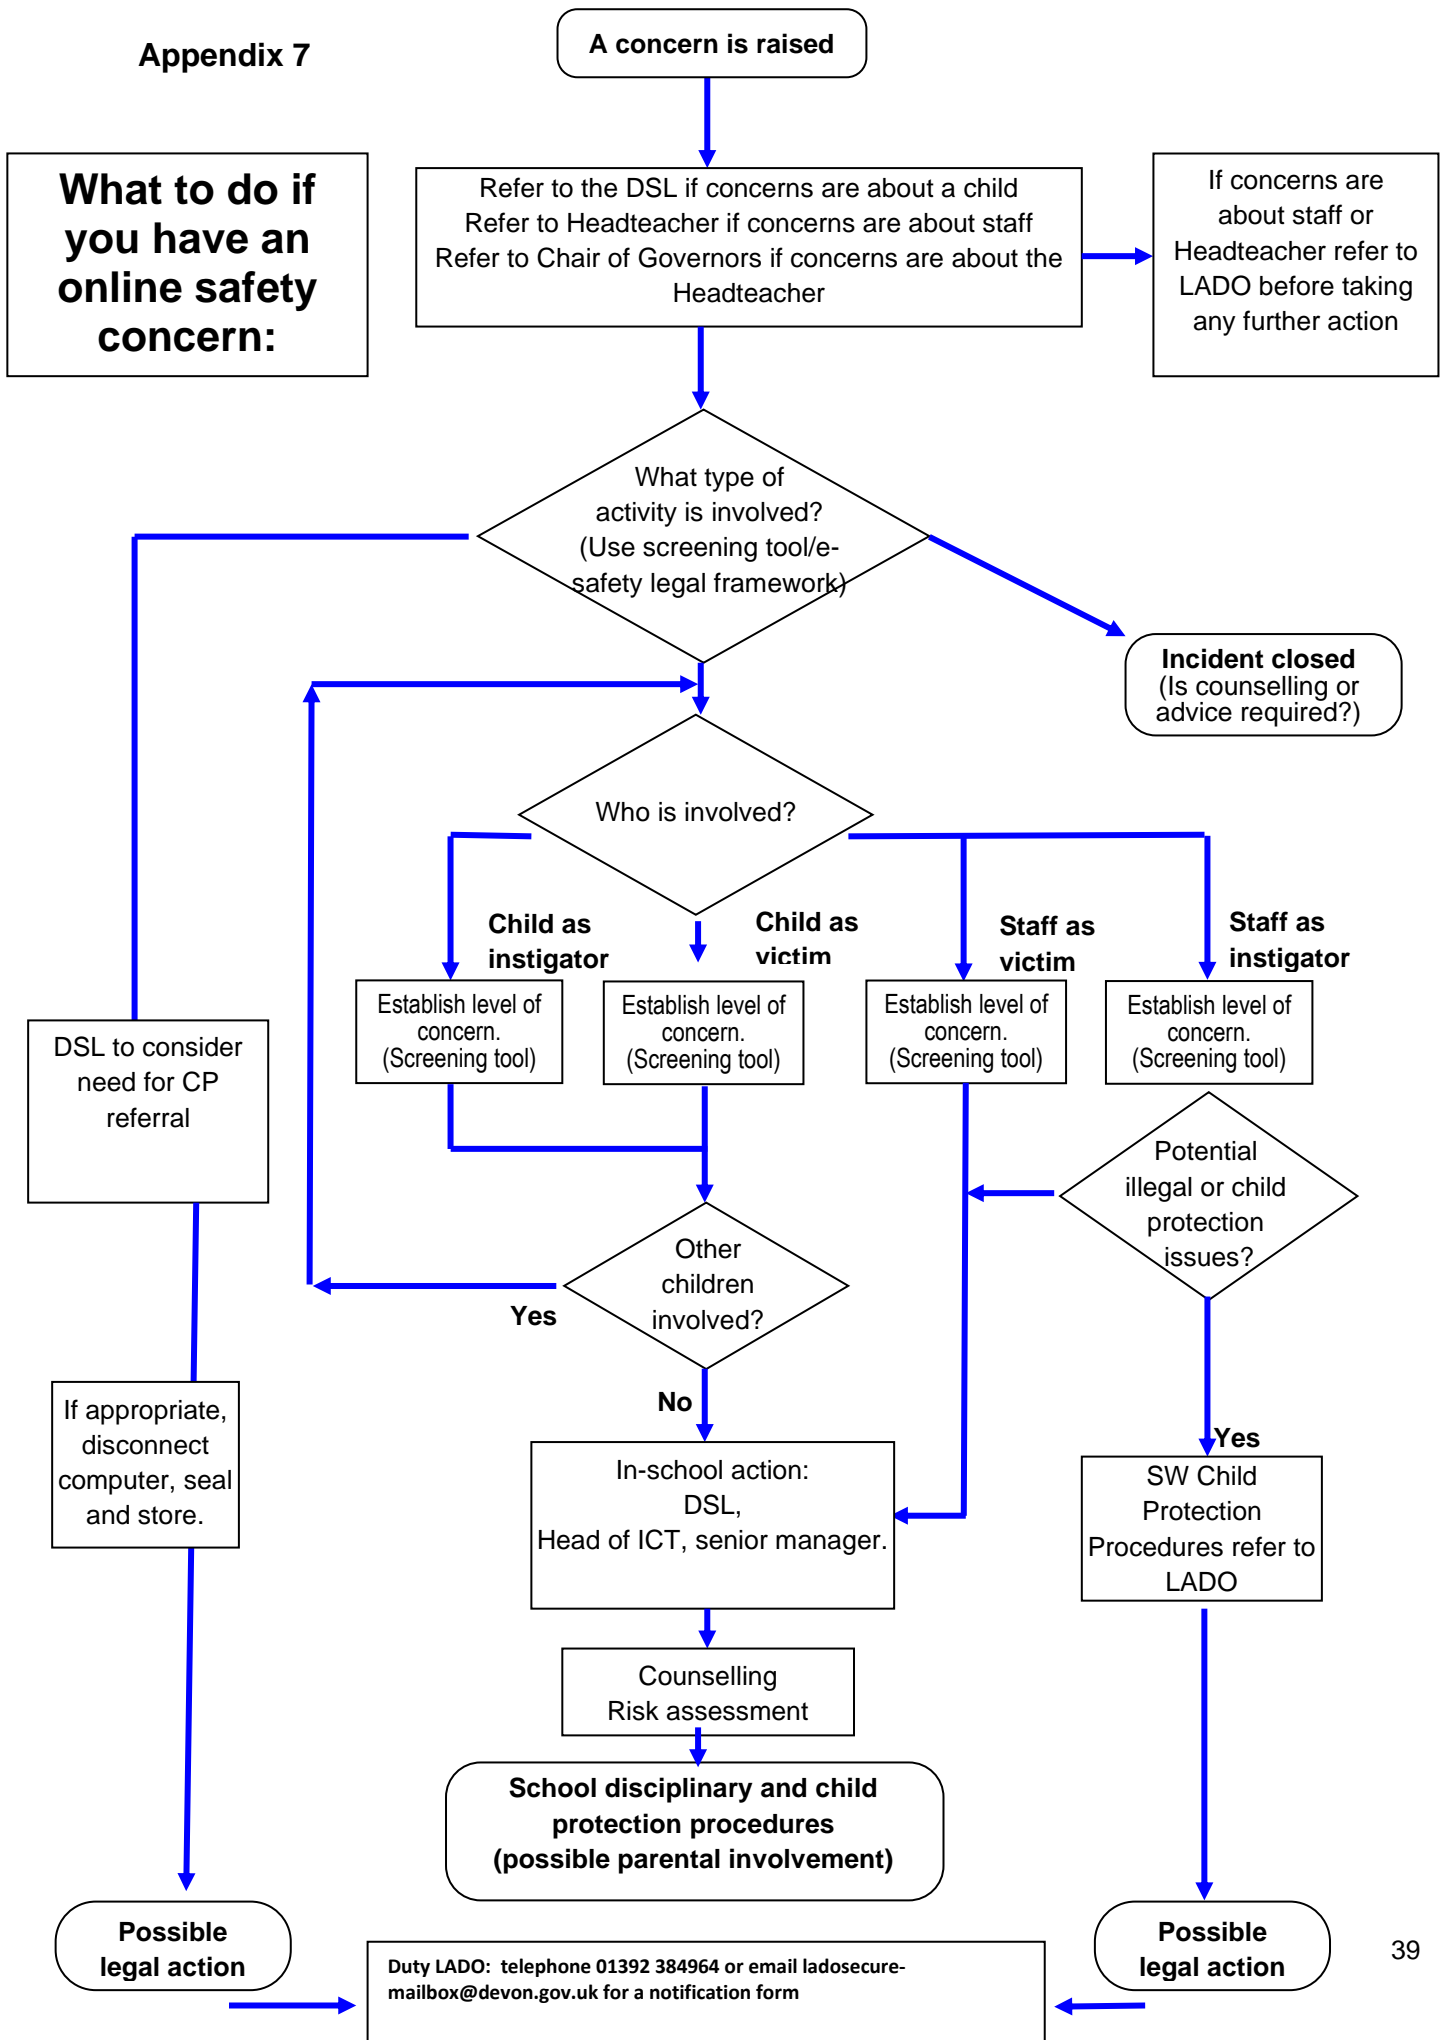 Appendix 7
A concern is raised
What to do if
you have an
online safety
concern:
Refer to the DSL if concerns are about a child
Refer to Headteacher if concerns are about staff
Refer to Chair of Governors if concerns are about the
Headteacher
If concerns are
about staff or
Headteacher refer to
LADO before taking
any further action
What type of
activity is involved?
(Use screening tool/e-
safety legal framework)
Incident closed
(Is counselling or
advice required?)
Who is involved?
Child as
instigator
Child as
victim
Staff as
victim
Staff as
instigator
Establish level of
concern.
(Screening tool)
Establish level of
concern.
(Screening tool)
Establish level of
concern.
(Screening tool)
Establish level of
concern.
(Screening tool)
DSL to consider
need for CP
referral
Potential
illegal or child
protection
issues?
Other
children
involved?
Yes
No
Yes
If appropriate,
disconnect
computer, seal
and store.
In-school action:
DSL,
Head of ICT, senior manager.
SW Child
Protection
Procedures refer to
LADO
Counselling
Risk assessment
School disciplinary and child
protection procedures
(possible parental involvement)
Possible
legal action
Possible
legal action
Duty LADO:  telephone 01392 384964 or email ladosecure-
mailbox@devon.gov.uk for a notification form
39